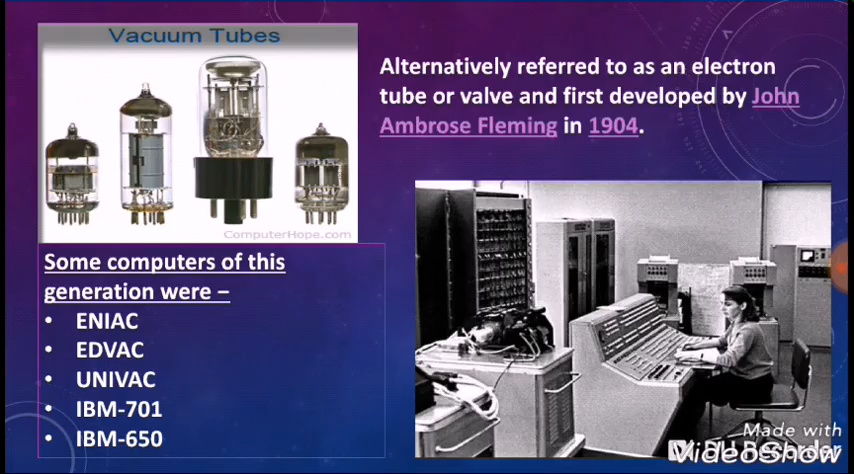 Vacuum Tubes
ComputerHope.com
Alternatively referred to as an electron
tube or valve and first developed by John
Ambrose Fleming in 1904.
Some computers of this
generation were –
• ENIAC
• EDVAC
• UNIVAC
• IBM-701
• IBM-650
Made with
VideoShow